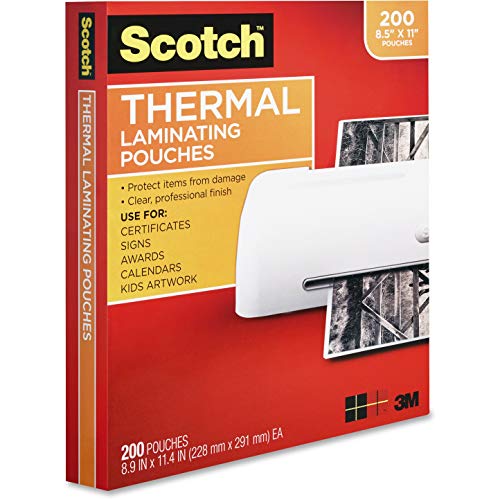 Scotch™
THERMAL
LAMINATING
POUCHES
• Protect items from damage
• Clear, professional finish
USE FOR:
CERTIFICATES
SIGNS
AWARDS
CALENDARS
KIDS ARTWORK
200
8.5" X 11"
POUCHES
3M
200 POUCHES
8.9 IN X 11.4 IN (228 mm x 291 mm) EA
Scotch
THERMAL LAMINATING POUCHES